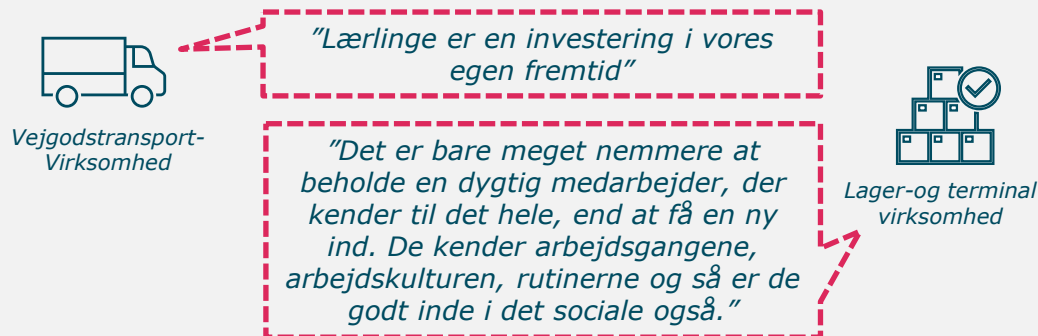 ”Lærlinge er en investering i vores
egen fremtid”
Vejgodstransport-
Virksomhed
”Det er bare meget nemmere at
beholde en dygtig medarbejder, der
kender til det hele, end at få en ny
ind. De kender arbejdsgangene,
arbejdskulturen, rutinerne og så er de
godt inde i det sociale også.”
Lager-og terminal
virksomhed